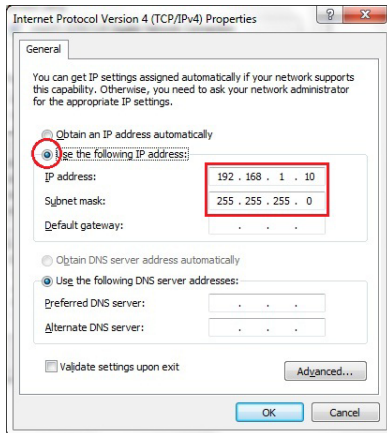 Internet Protocol Version 4 (TCP/IPv4) Properties
General
You can get IP settings assigned automatically if your network supports
this capability. Otherwise, you need to ask your network administrator
for the appropriate IP settings.
Obtain an IP address automatically
Use the following IP address:
IP address: 192 . 168 . 1 . 10
Subnet mask: 255 . 255 . 255 . 0
Default gateway: . . .
Obtain DNS server address automatically
Use the following DNS server addresses:
Preferred DNS server: . . .
Alternate DNS server: . . .
Validate settings upon exit
Advanced...
OK Cancel